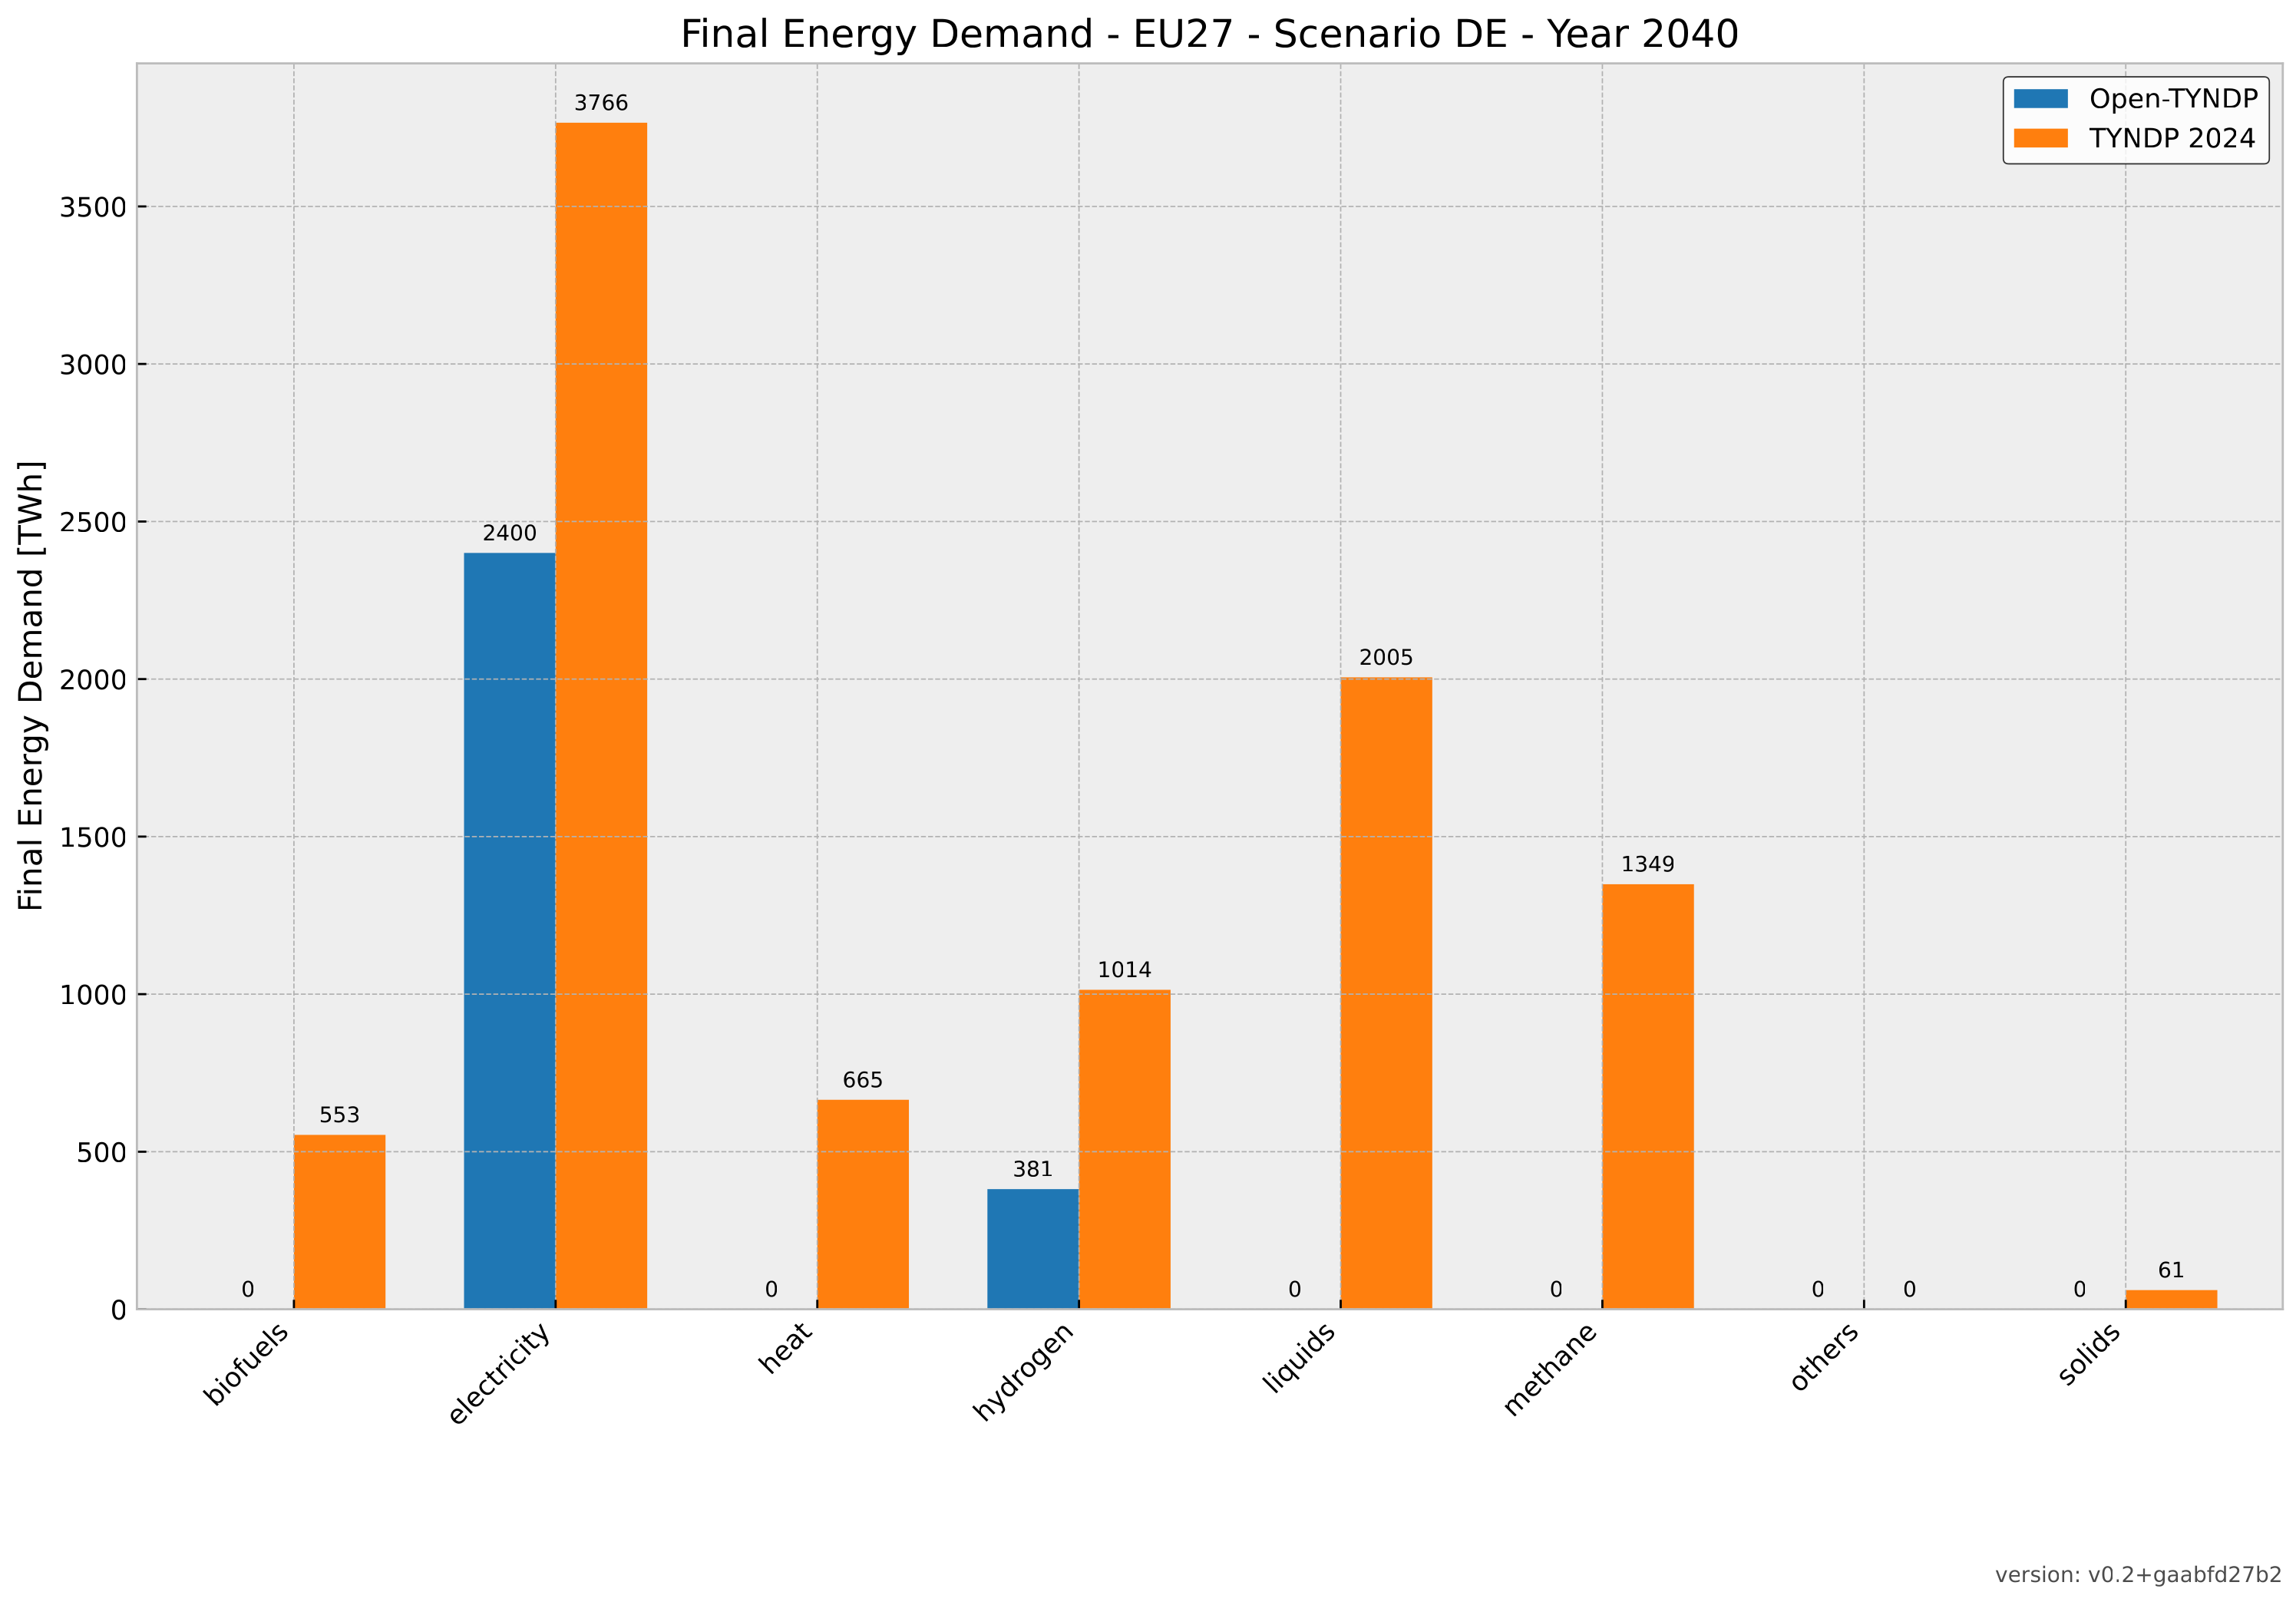 Final Energy Demand - EU27 - Scenario DE - Year 2040
Open-TYNDP
TYNDP 2024
Final Energy Demand [TWh]
3500
3000
2500
2000
1500
1000
500
0
0
553
2400
3766
0
665
381
1014
0
2005
0
1349
0
0
0
61
biofuels
electricity
heat
hydrogen
liquids
methane
others
solids
version: v0.2+gaabfd27b2